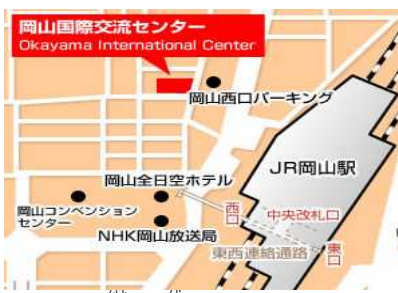 岡山国際交流センター
Okayama International Center
岡山西口パーキング
JR岡山駅
岡山全日空ホテル
西口
中央改札口
岡山コンベンション
センター
NHK岡山放送局
東西連絡通路
東口